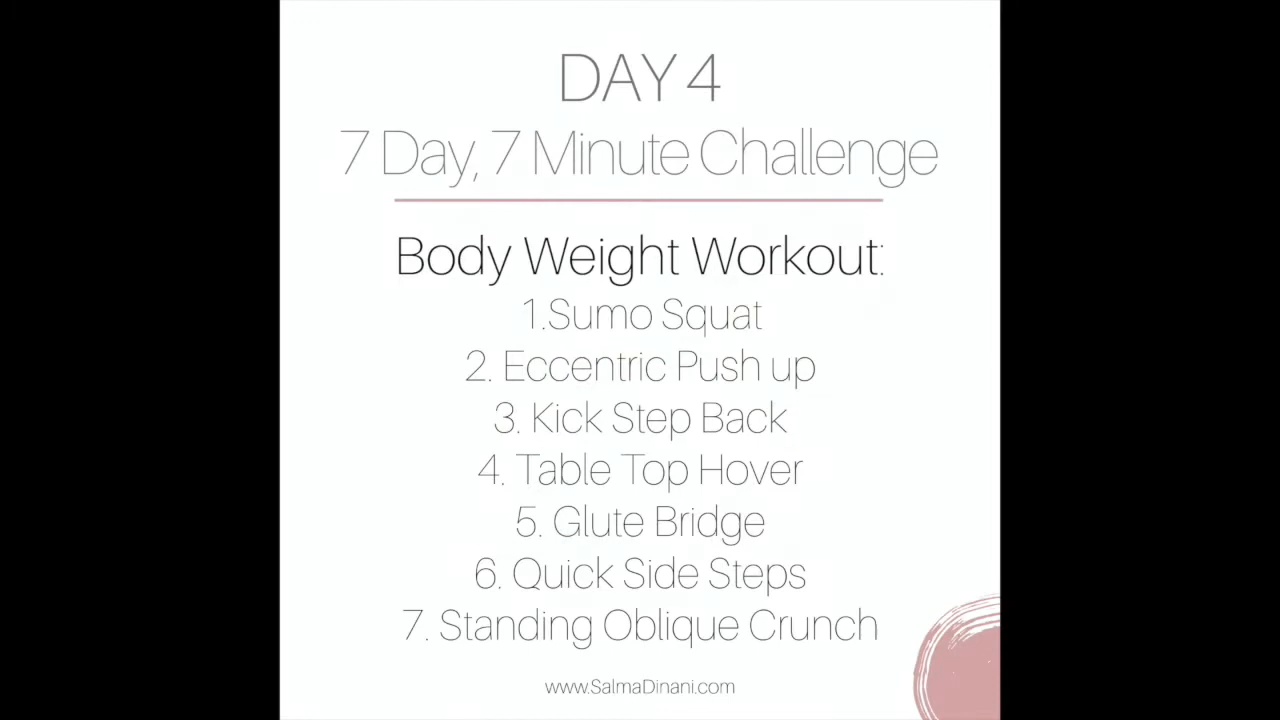 DAY 4
7 Day, 7 Minute Challenge
Body Weight Workout:
1.Sumo Squat
2. Eccentric Push up
3. Kick Step Back
4. Table Top Hover
5. Glute Bridge
6. Quick Side Steps
7. Standing Oblique Crunch
www.SalmaDinani.com